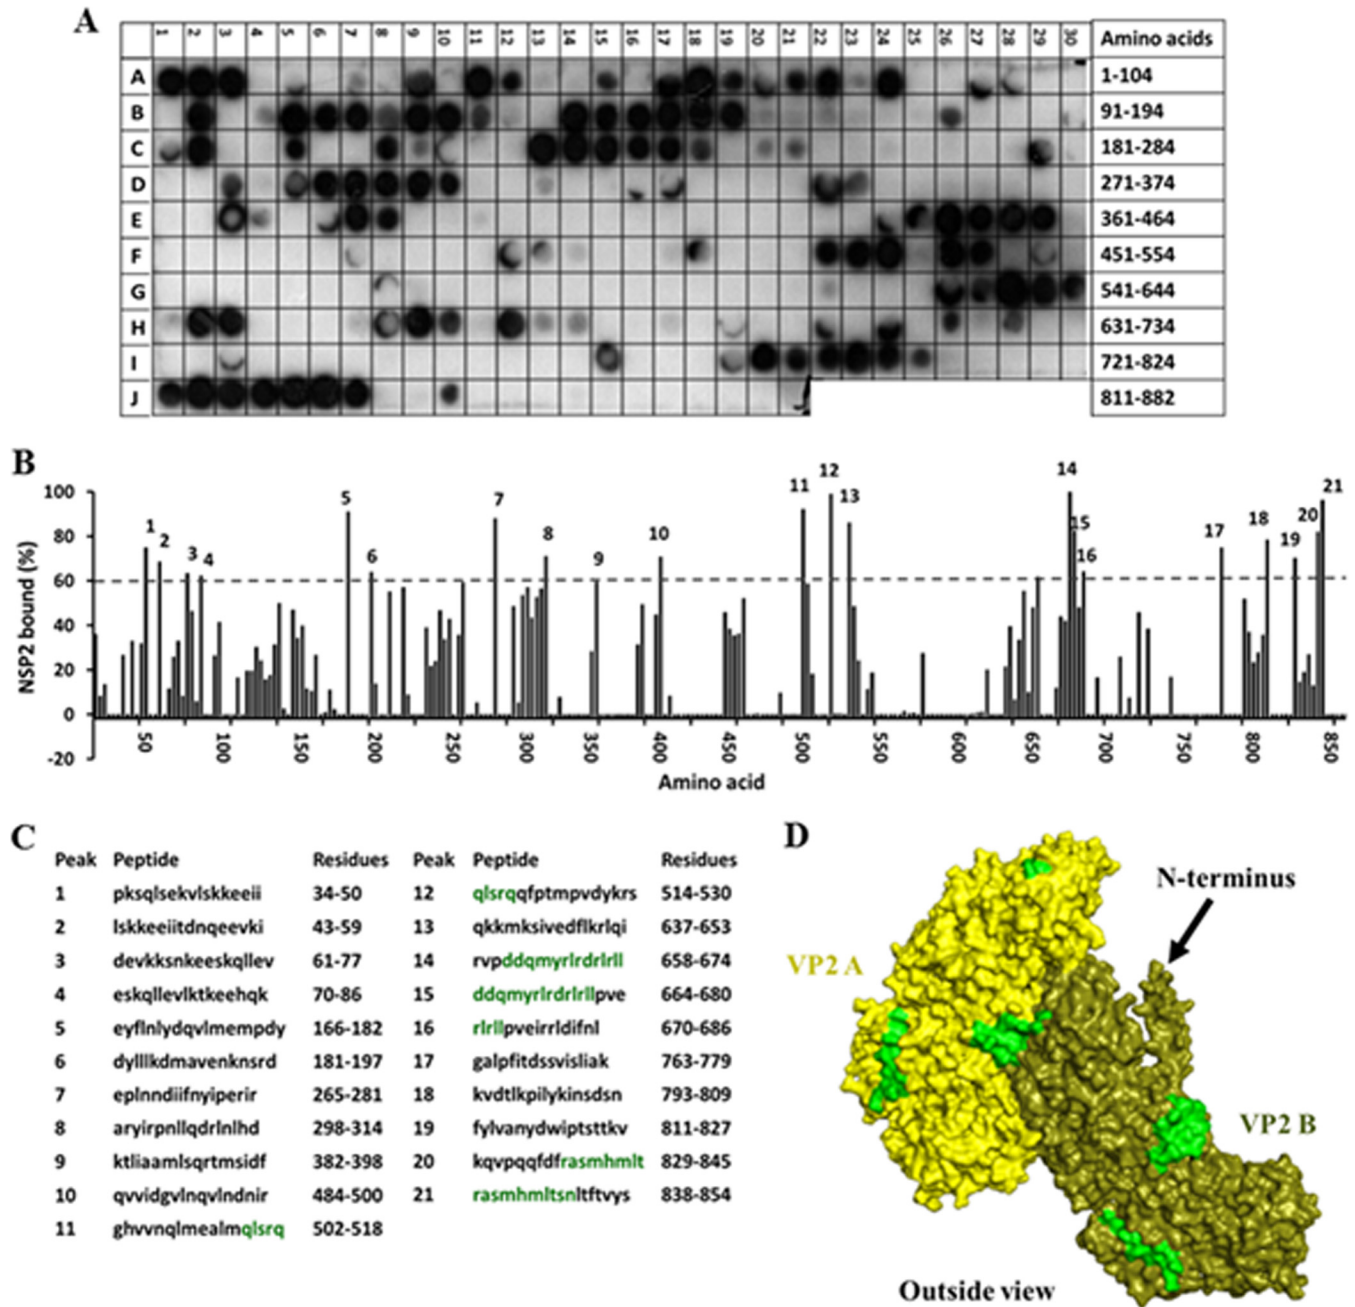 A
1 2 3 4 5 6 7 8 9 10 11 12 13 14 15 16 17 18 19 20 21 22 23 24 25 26 27 28 29 30 Amino acids
A 1-104
B 91-194
C 181-284
D 271-374
E 361-464
F 451-554
G 541-644
H 631-734
I 721-824
J 811-882
B
NSP2 bound (%)
100
80
60
40
20
0
-20
1 2 3 4 5 6 7 8 9 10 11 12 13 14 15 16 17 18 19 20 21
50 100 150 200 250 300 350 400 450 500 550 600 650 700 750 800 850
Amino acid
C
Peak Peptide Residues Peak Peptide Residues
1 pksqlsekvlskkeeii 34-50 12 qlsrqqfptmpvdykrs 514-530
2 lskkeeiitdnqeevki 43-59 13 qkkmksivedflkrlqi 637-653
3 devkksnkeeskqllev 61-77 14 rvpddqmyrlrdrlrll 658-674
4 eskqllevlktkeehqk 70-86 15 ddqmyrlrdrlrllpve 664-680
5 eyflnlydqvlmempdy 166-182 16 rlrllpveirrldifnl 670-686
6 dylllkdmavenknsrd 181-197 17 galpfitdssvisliak 763-779
7 eplnndiifnyiperir 265-281 18 kvdtlkpilykinsdsn 793-809
8 aryirpnllqdrlnlhd 298-314 19 fylvanydwiptsttkv 811-827
9 ktliaamlsqrtmsidf 382-398 20 kqvpqqfdfrasmhmlt 829-845
10 qvvidgvlnqvlndnir 484-500 21 rasmhmltsnltftvys 838-854
11 ghvvnqlmealmqlsrq 502-518
D
N-terminus
VP2 A
VP2 B
Outside view